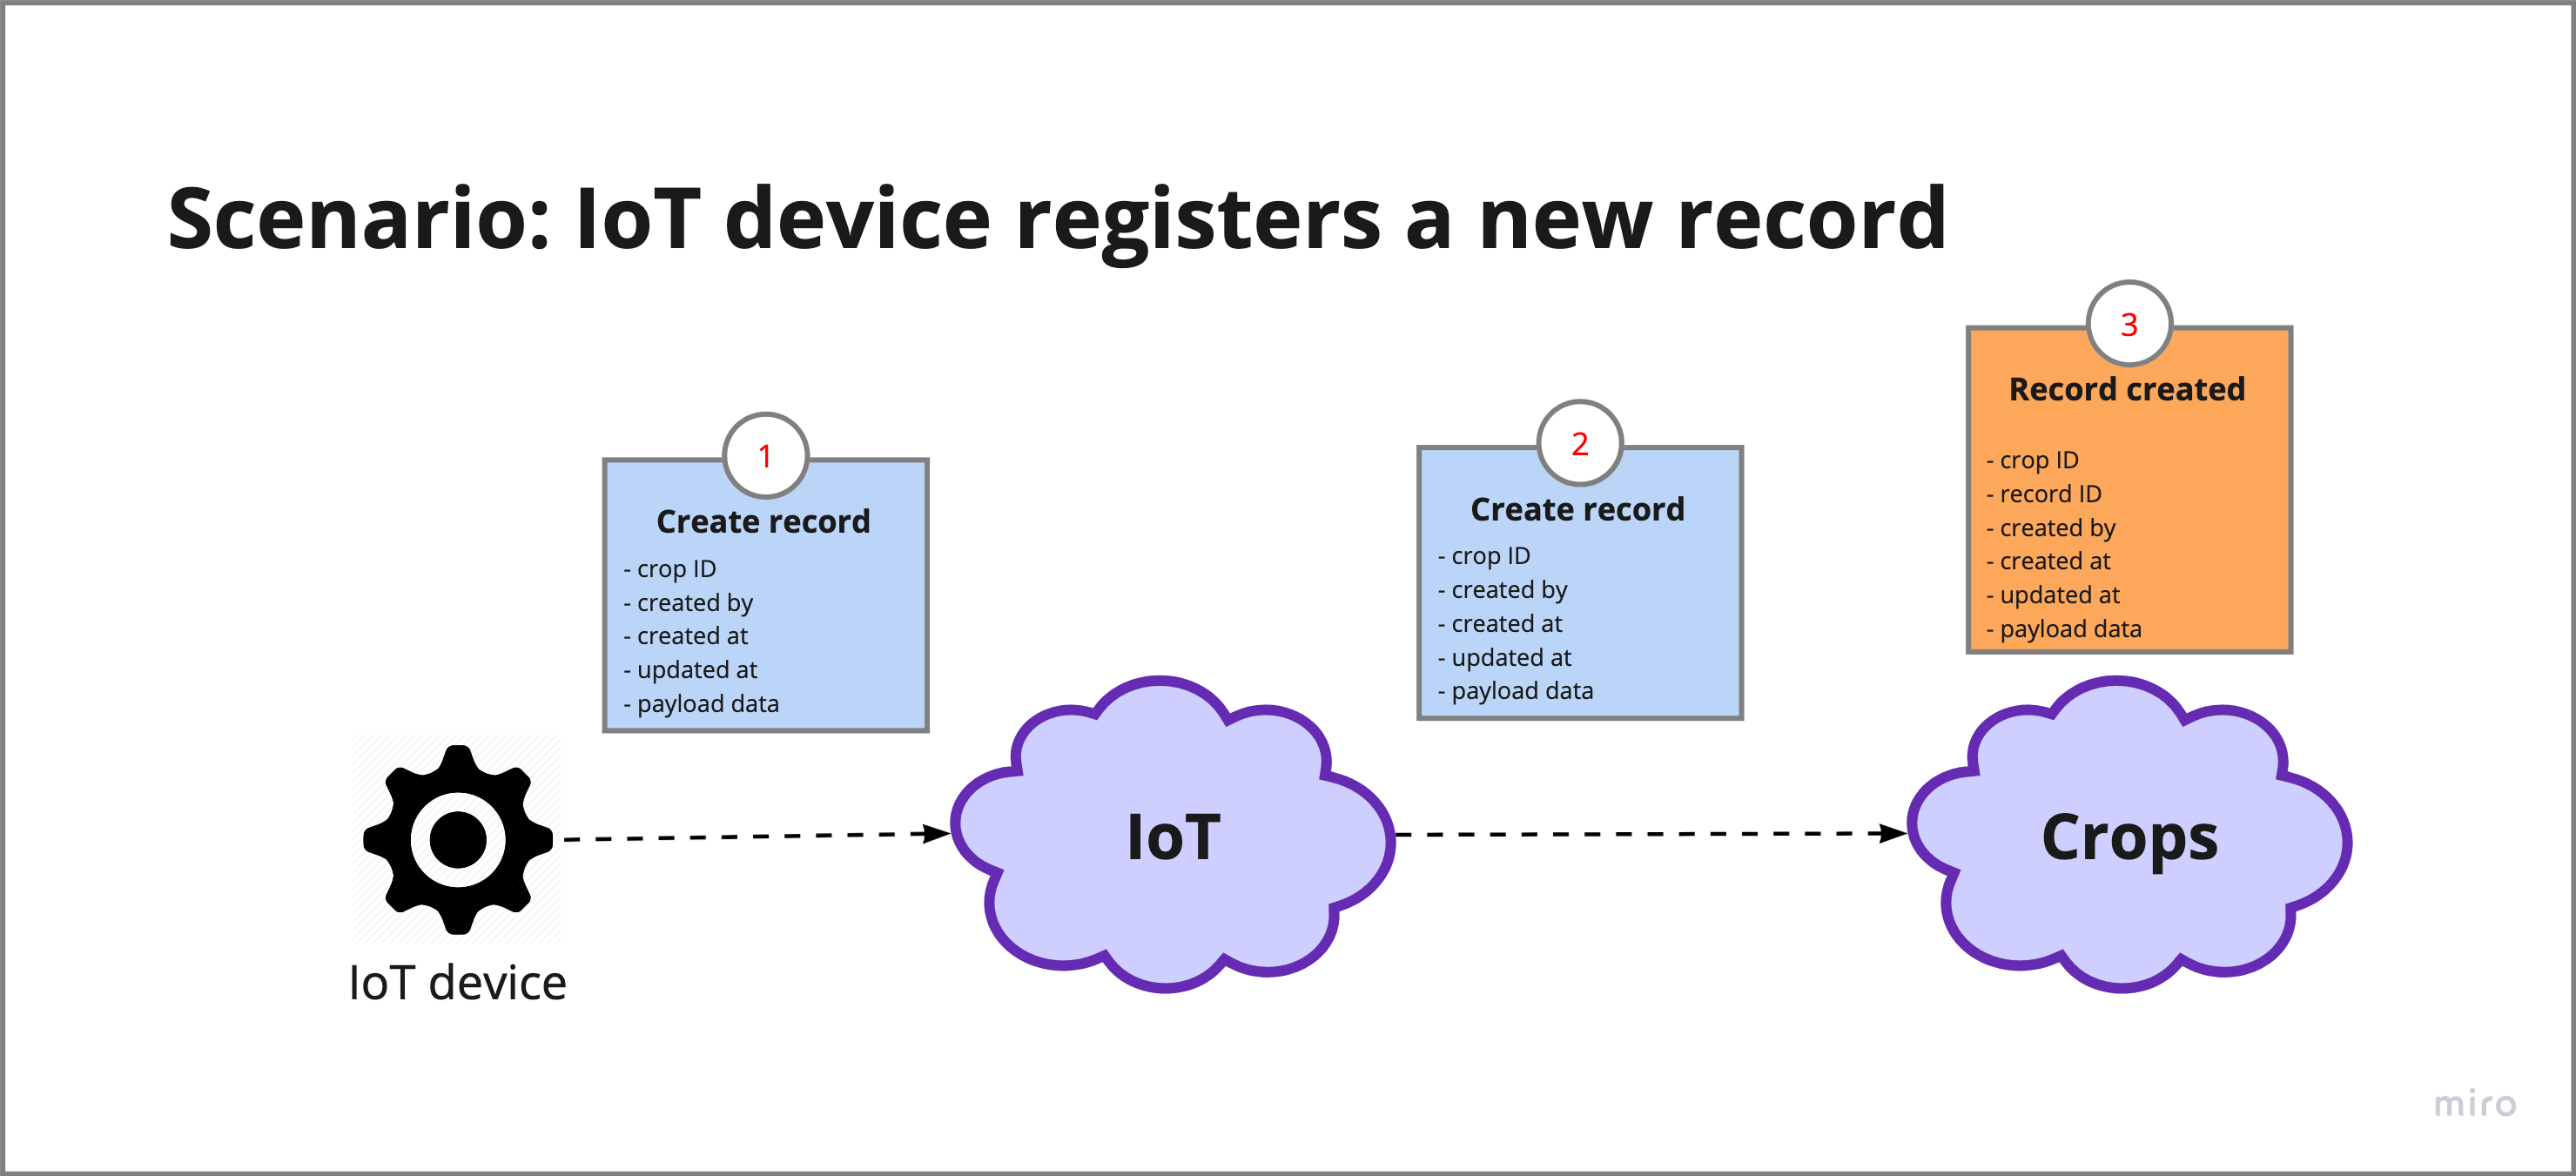 Scenario: IoT device registers a new record
1
Create record
- crop ID
- created by
- created at
- updated at
- payload data
2
Create record
- crop ID
- created by
- created at
- updated at
- payload data
3
Record created
- crop ID
- record ID
- created by
- created at
- updated at
- payload data
IoT device
IoT
Crops
miro